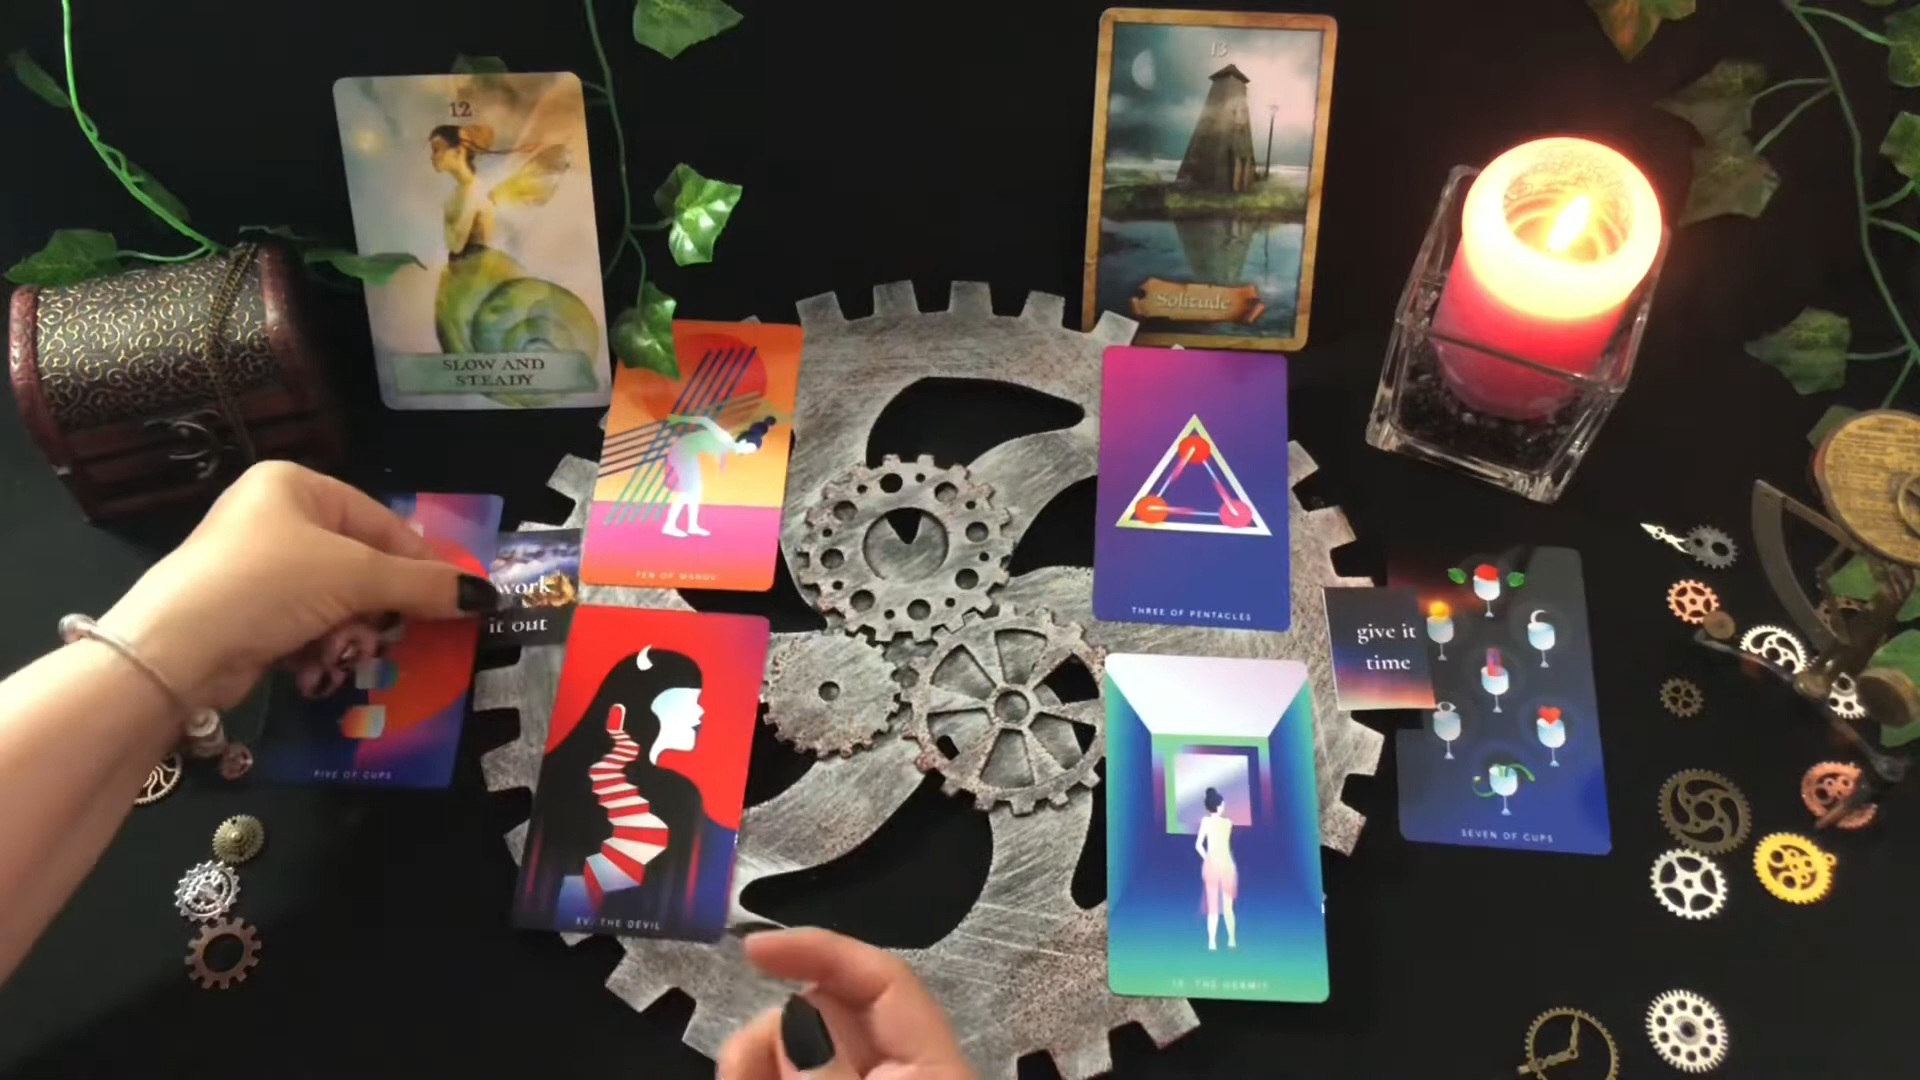 12
SLOW AND
STEADY
13
Solitude
TEN OF WANDS
THREE OF PENTACLES
work
it out
give it
time
FIVE OF CUPS
XV. THE DEVIL
IX. THE HERMIT
SEVEN OF CUPS